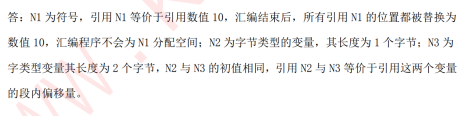 答：N1 为符号，引用 N1 等价于引用数值 10，汇编结束后，所有引用 N1 的位置都被替换为
数值 10，汇编程序不会为 N1 分配空间；N2 为字节类型的变量，其长度为 1 个字节；N3 为
字类型变量其长度为 2 个字节，N2 与 N3 的初值相同，引用 N2 与 N3 等价于引用这两个变量
的段内偏移量。